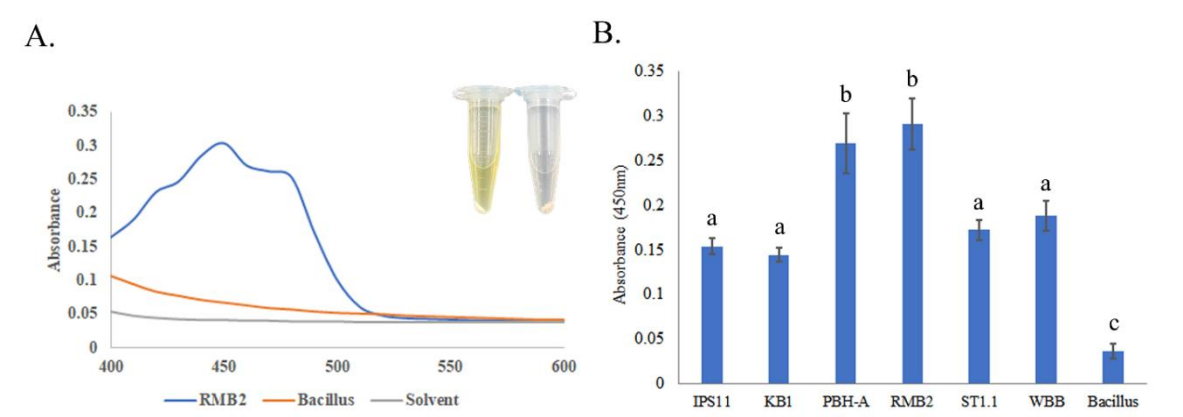 A.
B.
0.35
0.3
0.25
0.2
0.15
0.1
0.05
0
Absorbance
400 450 500 550 600
RMB2 Bacillus Solvent
0.35
0.3
0.25
0.2
0.15
0.1
0.05
0
Absorbance (450nm)
a a b b a a c
IPS11 KB1 PBH-A RMB2 ST1.1 WBB Bacillus